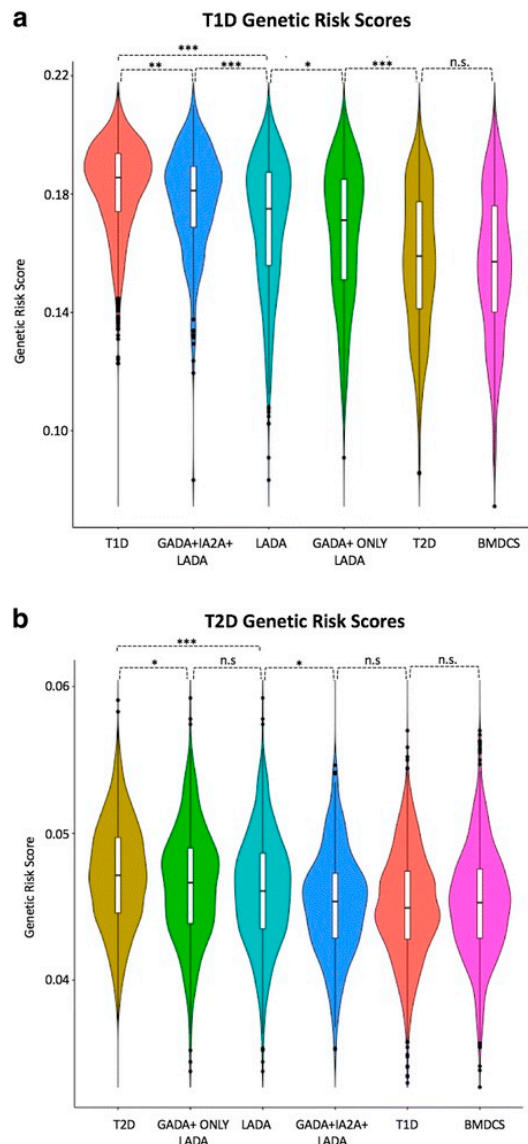 a
T1D Genetic Risk Scores
***
** *** * *** n.s.
0.22
0.18
0.14
0.10
Genetic Risk Score
T1D GADA+IA2A+ LADA GADA+ ONLY T2D BMDCS
LADA LADA
b
T2D Genetic Risk Scores
***
* n.s * n.s n.s.
0.06
0.05
0.04
Genetic Risk Score
T2D GADA+ ONLY LADA GADA+IA2A+ T1D BMDCS
LADA LADA